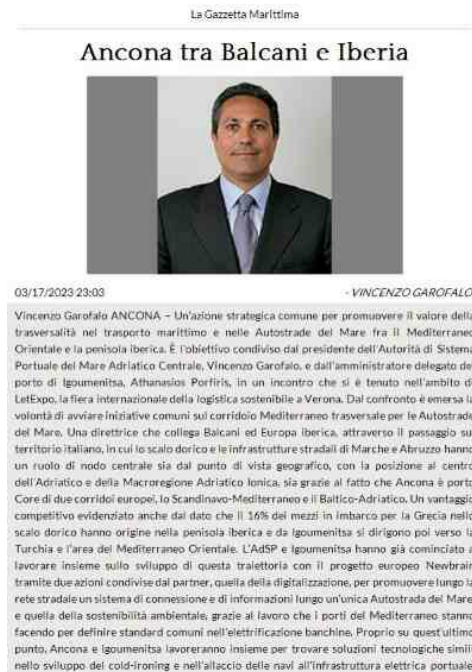 La Gazzetta Marittima
Ancona tra Balcani e Iberia
03/17/2023 23:03
- VINCENZO GAROFALO
Vincenzo Garofalo ANCONA – Un'azione strategica comune per promuovere il valore della
trasversalità nel trasporto marittimo e nelle Autostrade del Mare fra il Mediterraneo
Orientale e la penisola iberica. È l'obiettivo condiviso dal presidente dell'Autorità di Sistema
Portuale del Mare Adriatico Centrale, Vincenzo Garofalo, e dall'amministratore delegato del
porto di Igoumenitsa, Athanasios Porfiris, in un incontro che si è tenuto nell'ambito di
LetExpo, la fiera internazionale della logistica sostenibile a Verona. Dal confronto è emersa la
volontà di avviare iniziative comuni sul corridoio Mediterraneo trasversale per le Autostrade
del Mare. Una direttrice che collega Balcani ed Europa iberica, attraverso il passaggio sul
territorio italiano, in cui lo scalo dorico e le infrastrutture stradali di Marche e Abruzzo hanno
un ruolo di nodo centrale sia dal punto di vista geografico, con la posizione al centro
dell'Adriatico e della Macroregione Adriatico Ionica, sia grazie al fatto che Ancona è porto
Core di due corridoi europei, lo Scandinavo-Mediterraneo e il Baltico-Adriatico. Un vantaggio
competitivo evidenziato anche dal dato che il 16% dei mezzi in imbarco per la Grecia nello
scalo dorico hanno origine nella penisola iberica e da Igoumenitsa si dirigono poi verso la
Turchia e l'area del Mediterraneo Orientale. L'AdSP e Igoumenitsa hanno già cominciato a
lavorare insieme sullo sviluppo di questa traiettoria con il progetto europeo Newbrain
tramite due azioni condivise dai partner, quella della digitalizzazione, per promuovere lungo la
rete stradale un sistema di connessione e di informazioni lungo un'unica Autostrada del Mare
e quella della sostenibilità ambientale, grazie al lavoro che i porti del Mediterraneo stanno
facendo per definire standard comuni nell'elettrificazione banchine. Proprio su quest'ultimo
punto, Ancona e Igoumenitsa lavoreranno insieme per trovare soluzioni tecnologiche simili
nello sviluppo del cold-ironing e nell'allaccio delle navi all'infrastruttura elettrica portuale